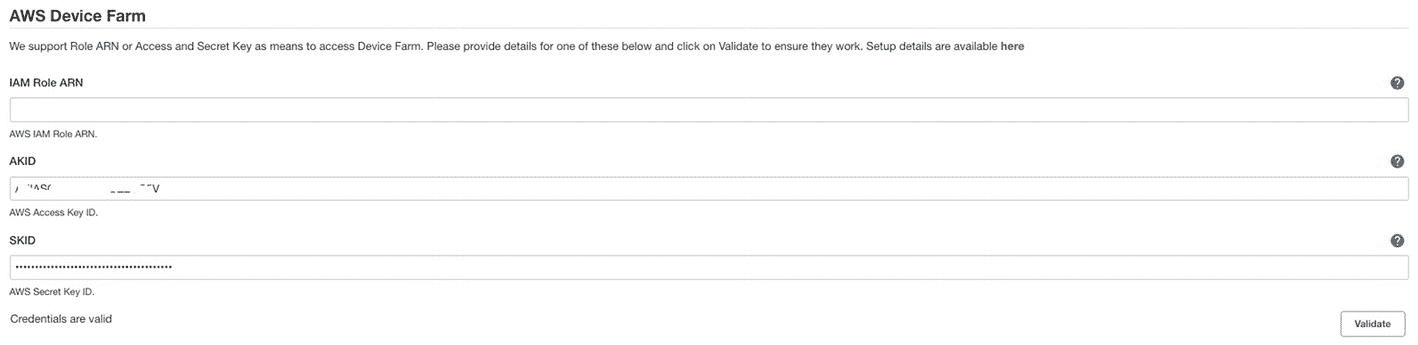 AWS Device Farm
We support Role ARN or Access and Secret Key as means to access Device Farm. Please provide details for one of these below and click on Validate to ensure they work. Setup details are available here
IAM Role ARN
AWS IAM Role ARN.
AKID
AWS Access Key ID.
SKID
••••••••••••••••••••••••••••••••••••••••
AWS Secret Key ID.
Credentials are valid
Validate